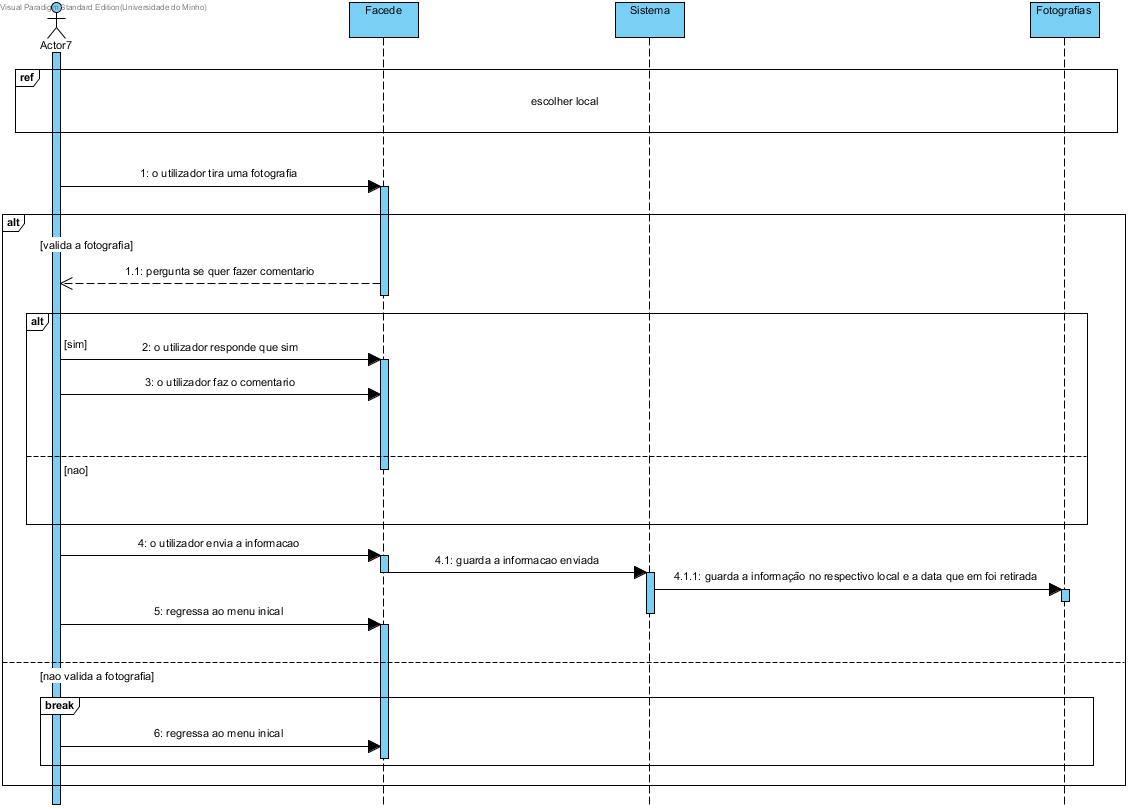 Visual Paradigm Standard Edition(Universidade do Minho)
Actor7
Facede
Sistema
Fotografias
ref
escolher local
1: o utilizador tira uma fotografia
alt
[valida a fotografia]
1.1: pergunta se quer fazer comentario
alt
[sim]
2: o utilizador responde que sim
3: o utilizador faz o comentario
[nao]
4: o utilizador envia a informacao
4.1: guarda a informacao enviada
4.1.1: guarda a informação no respectivo local e a data que em foi retirada
5: regressa ao menu inical
[nao valida a fotografia]
break
6: regressa ao menu inical